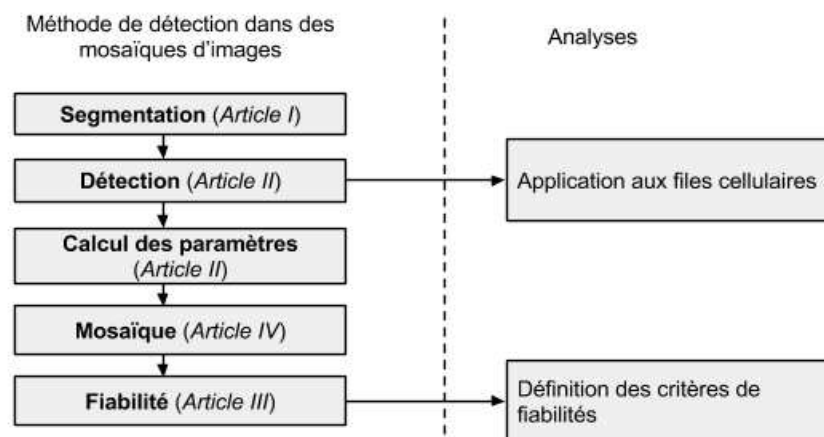 Méthode de détection dans des
mosaïques d'images
Analyses
Segmentation (Article I)
Détection (Article II)
Application aux files cellulaires
Calcul des paramètres
(Article II)
Mosaïque (Article IV)
Fiabilité (Article III)
Définition des critères de
fiabilités